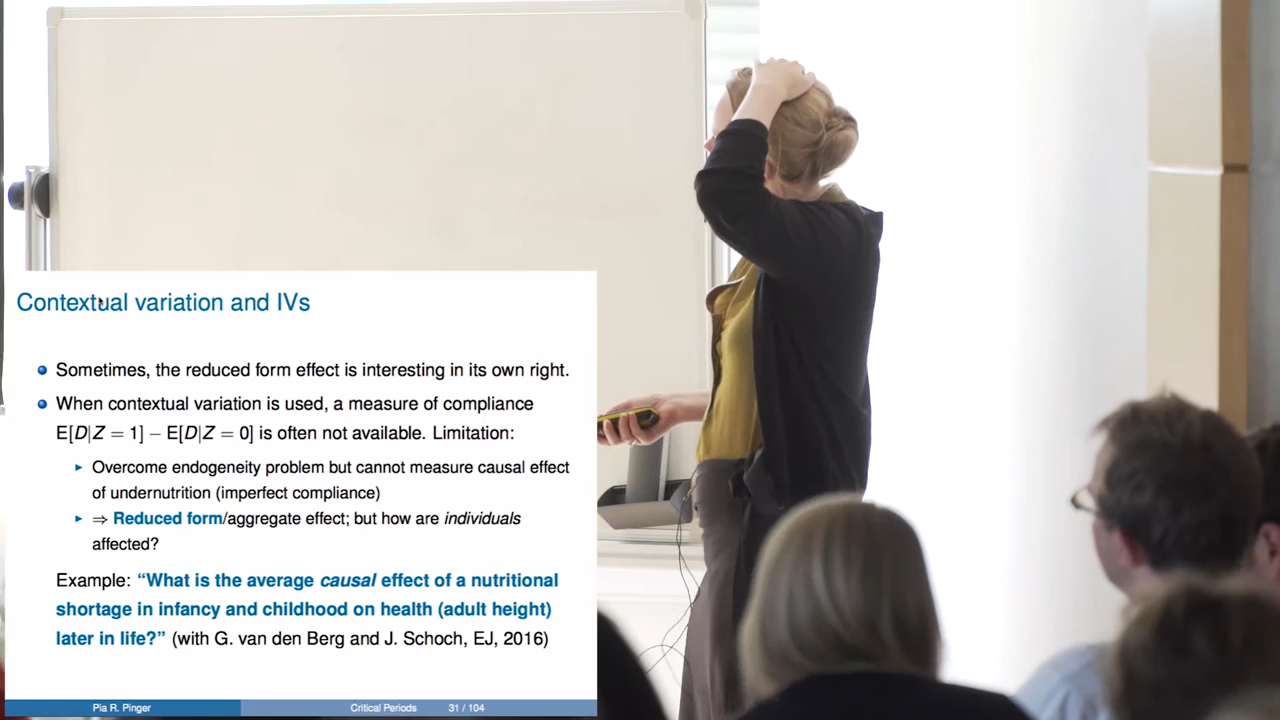 Contextual variation and IVs
Sometimes, the reduced form effect is interesting in its own right.
When contextual variation is used, a measure of compliance
E[D|Z = 1] − E[D|Z = 0] is often not available. Limitation:
Overcome endogeneity problem but cannot measure causal effect
of undernutrition (imperfect compliance)
⇒ Reduced form/aggregate effect; but how are individuals
affected?
Example: “What is the average causal effect of a nutritional
shortage in infancy and childhood on health (adult height)
later in life?” (with G. van den Berg and J. Schoch, EJ, 2016)
Pia R. Pinger Critical Periods 31 / 104